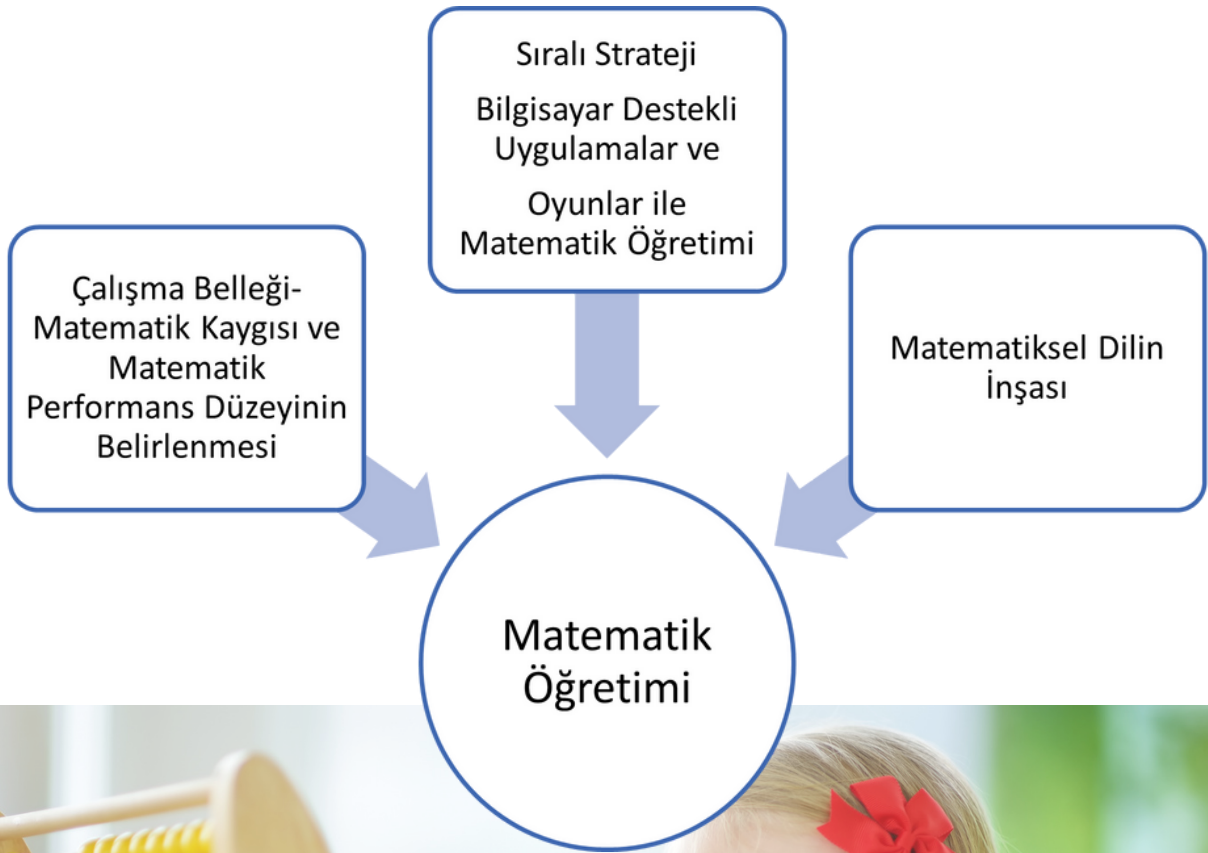 Sıralı Strateji
Bilgisayar Destekli
Uygulamalar ve
Oyunlar ile
Matematik Öğretimi
Çalışma Belleği-
Matematik Kaygısı ve
Matematik
Performans Düzeyinin
Belirlenmesi
Matematiksel Dilin
İnşası
Matematik
Öğretimi